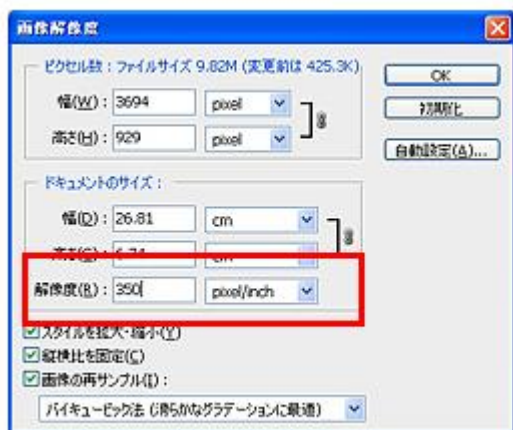 画像解像度
ピクセル数 : ファイルサイズ 9.82M (変更前は 425.3K)
幅(W) : 3694 pixel
高さ(H) : 929 pixel
OK
初期化
自動設定(A)...
ドキュメントのサイズ :
幅(D) : 26.81 cm
cm
解像度(R) : 350 pixel/inch
スタイルを拡大・縮小(Y)
縦横比を固定(C)
画像の再サンプル(I) :
バイキュービック法 (滑らかなグラデーションに最適)